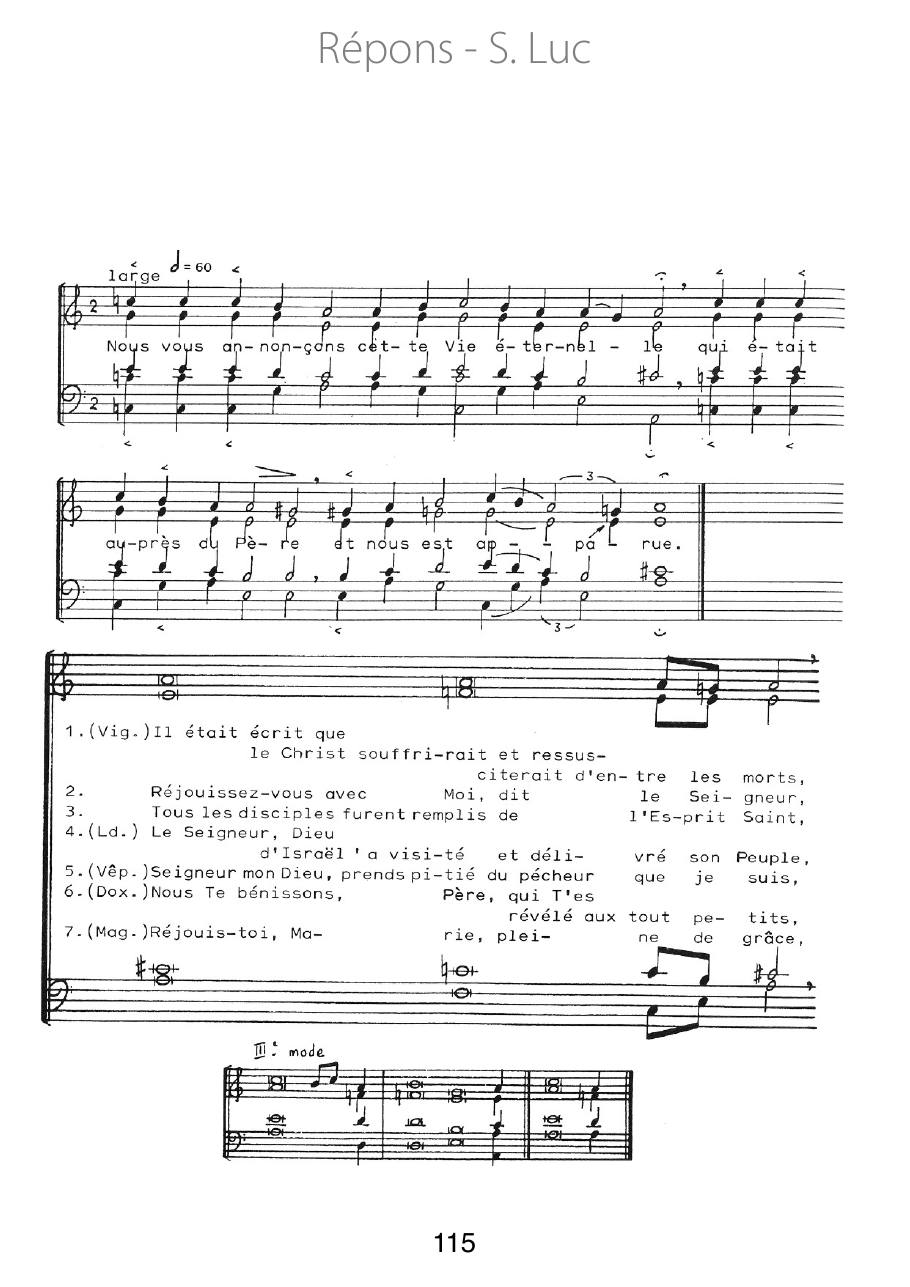 Répons - S. Luc
large = 60
Nous vous an-non-çons cet-te Vie é-ter-nel - le qui é-tait
au-près du Pè-re et nous est ap - - pa - rue.
3
3
1.(Vig.)Il était écrit que
le Christ souffri-rait et ressus-
citerait d'en-tre les morts,
2. Réjouissez-vous avec Moi, dit le Sei-gneur,
3. Tous les disciples furent remplis de l'Es-prit Saint,
4.(Ld.) Le Seigneur, Dieu
d'Israël 'a visi-té et déli- vré son Peuple,
5.(Vêp.)Seigneur mon Dieu, prends pi-tié du pécheur que je suis,
6.(Dox.)Nous Te bénissons, Père, qui T'es
révélé aux tout pe- tits,
7.(Mag.)Réjouis-toi, Ma- rie, plei- ne de grâce,
IIIe mode
115